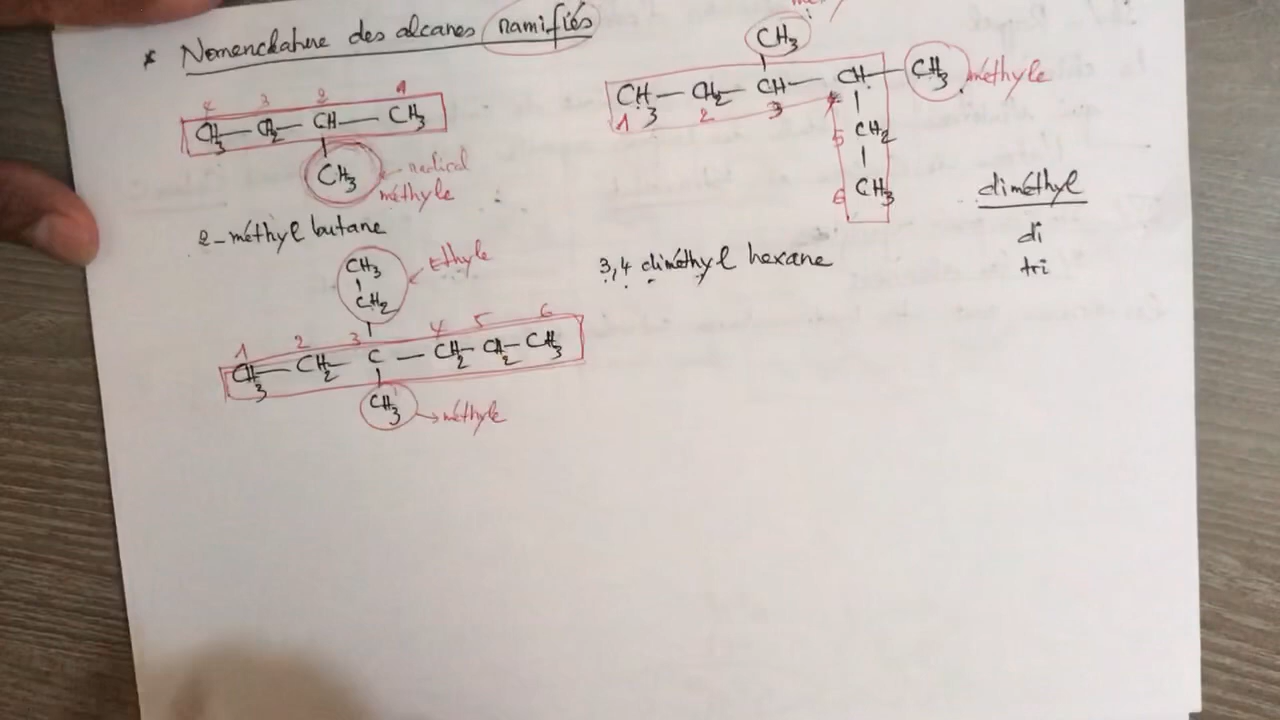 * Nomenclature des alcanes ramifiés
4 3 2 1
CH3 — CH2 — CH — CH3
CH3
radical
méthyle
2-méthyl butane
CH3
Ethyle
CH2
1 2 3 4 5 6
CH3 — CH2 — C — CH2 — CH2 — CH3
CH3
méthyle
CH3
CH3 — CH2 — CH — CH — CH3 méthyle
1 2 3 4
5 CH2
6 CH3
3,4 diméthyl hexane
diméthyl
di
tri